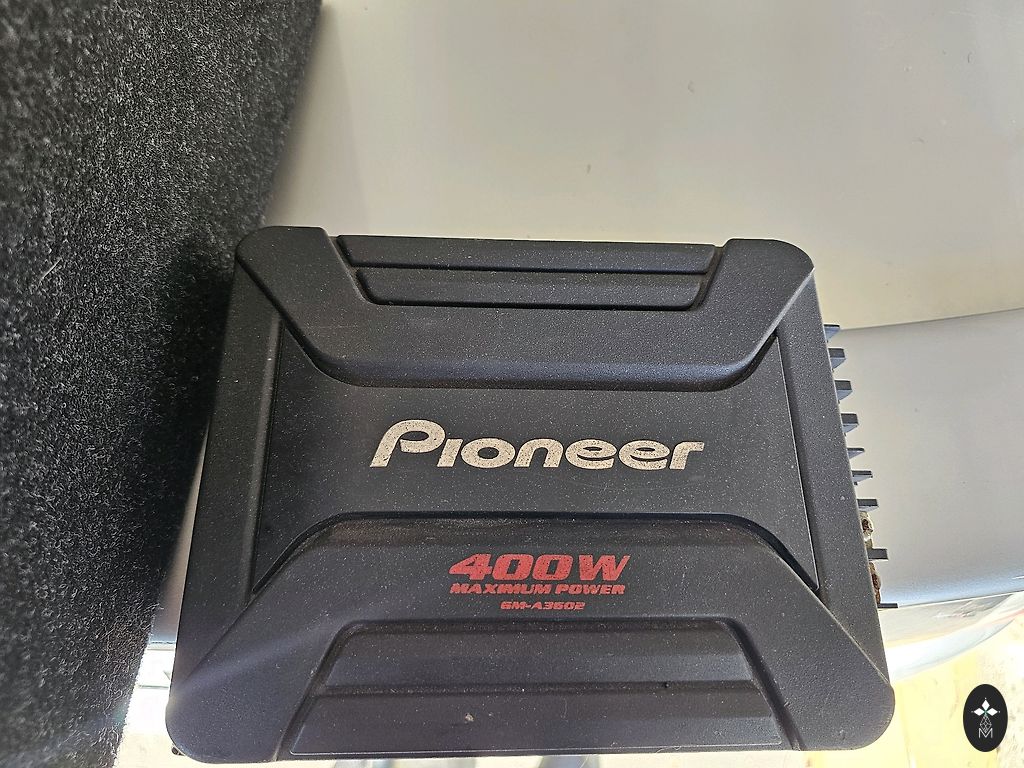 Pioneer
400W
MAXIMUM POWER
GM-A3602
M